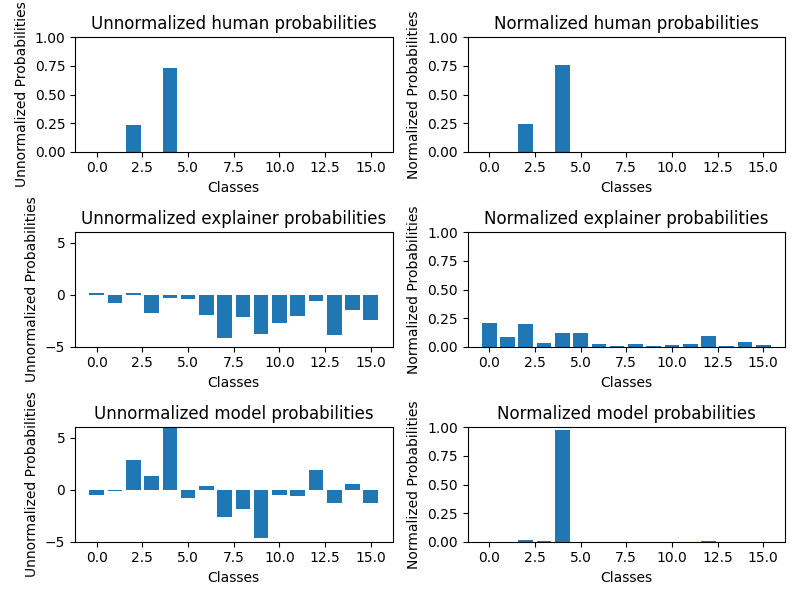 Unnormalized human probabilities
Unnormalized Probabilities
1.00
0.75
0.50
0.25
0.00
0.0 2.5 5.0 7.5 10.0 12.5 15.0
Classes
Normalized human probabilities
Normalized Probabilities
1.00
0.75
0.50
0.25
0.00
0.0 2.5 5.0 7.5 10.0 12.5 15.0
Classes
Unnormalized explainer probabilities
Unnormalized Probabilities
5
0
−5
0.0 2.5 5.0 7.5 10.0 12.5 15.0
Classes
Normalized explainer probabilities
Normalized Probabilities
1.00
0.75
0.50
0.25
0.00
0.0 2.5 5.0 7.5 10.0 12.5 15.0
Classes
Unnormalized model probabilities
Unnormalized Probabilities
5
0
−5
0.0 2.5 5.0 7.5 10.0 12.5 15.0
Classes
Normalized model probabilities
Normalized Probabilities
1.00
0.75
0.50
0.25
0.00
0.0 2.5 5.0 7.5 10.0 12.5 15.0
Classes